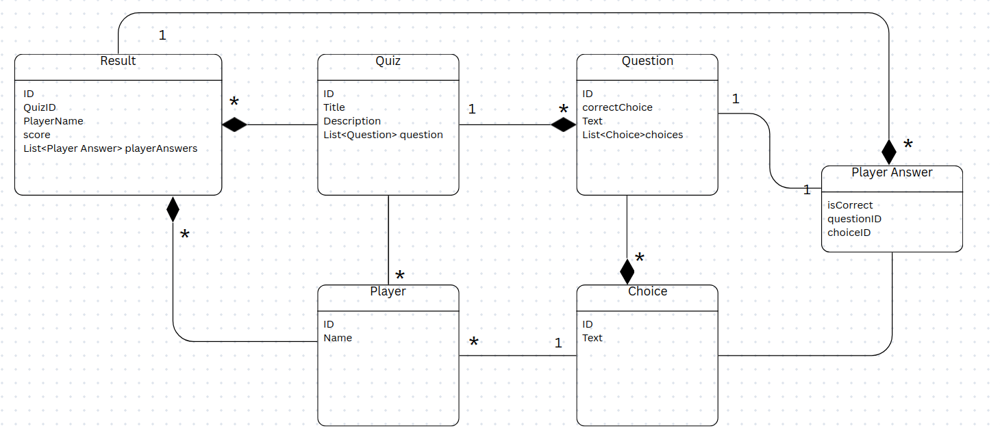 1
Result
ID
QuizID
PlayerName
score
List<Player Answer> playerAnswers
*
*
Quiz
ID
Title
Description
List<Question> question
1
*
*
Question
ID
correctChoice
Text
List<Choice>choices
1
1
*
*
Player Answer
isCorrect
questionID
choiceID
Player
ID
Name
*
1
Choice
ID
Text